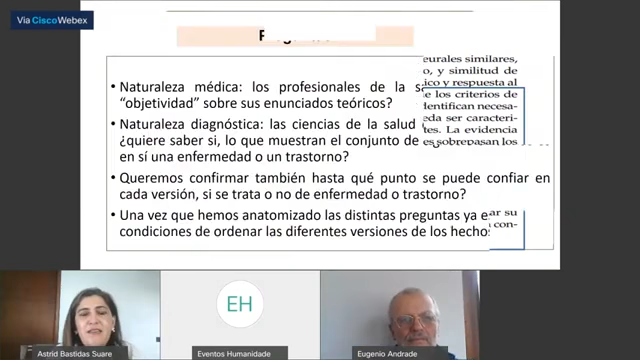 Via Cisco Webex
eurales similares,
o, y similitud de
• Naturaleza médica: los profesionales de la
ico y respuesta al
e los criterios de
"objetividad" sobre sus enunciados teóricos?
• Naturaleza diagnóstica: las ciencias de la salud
eda ser caracterí-
tes. La evidencia
¿quiere saber si, lo que muestran el conjunto de
es sobrepasan los
en sí una enfermedad o un trastorno?
• Queremos confirmar también hasta qué punto se puede confiar en
cada versión, si se trata o no de enfermedad o trastorno?
• Una vez que hemos anatomizado las distintas preguntas ya e
ar su
con-
condiciones de ordenar las diferentes versiones de los hecho
EH
Astrid Bastidas Suare
Eventos Humanidade
Eugenio Andrade